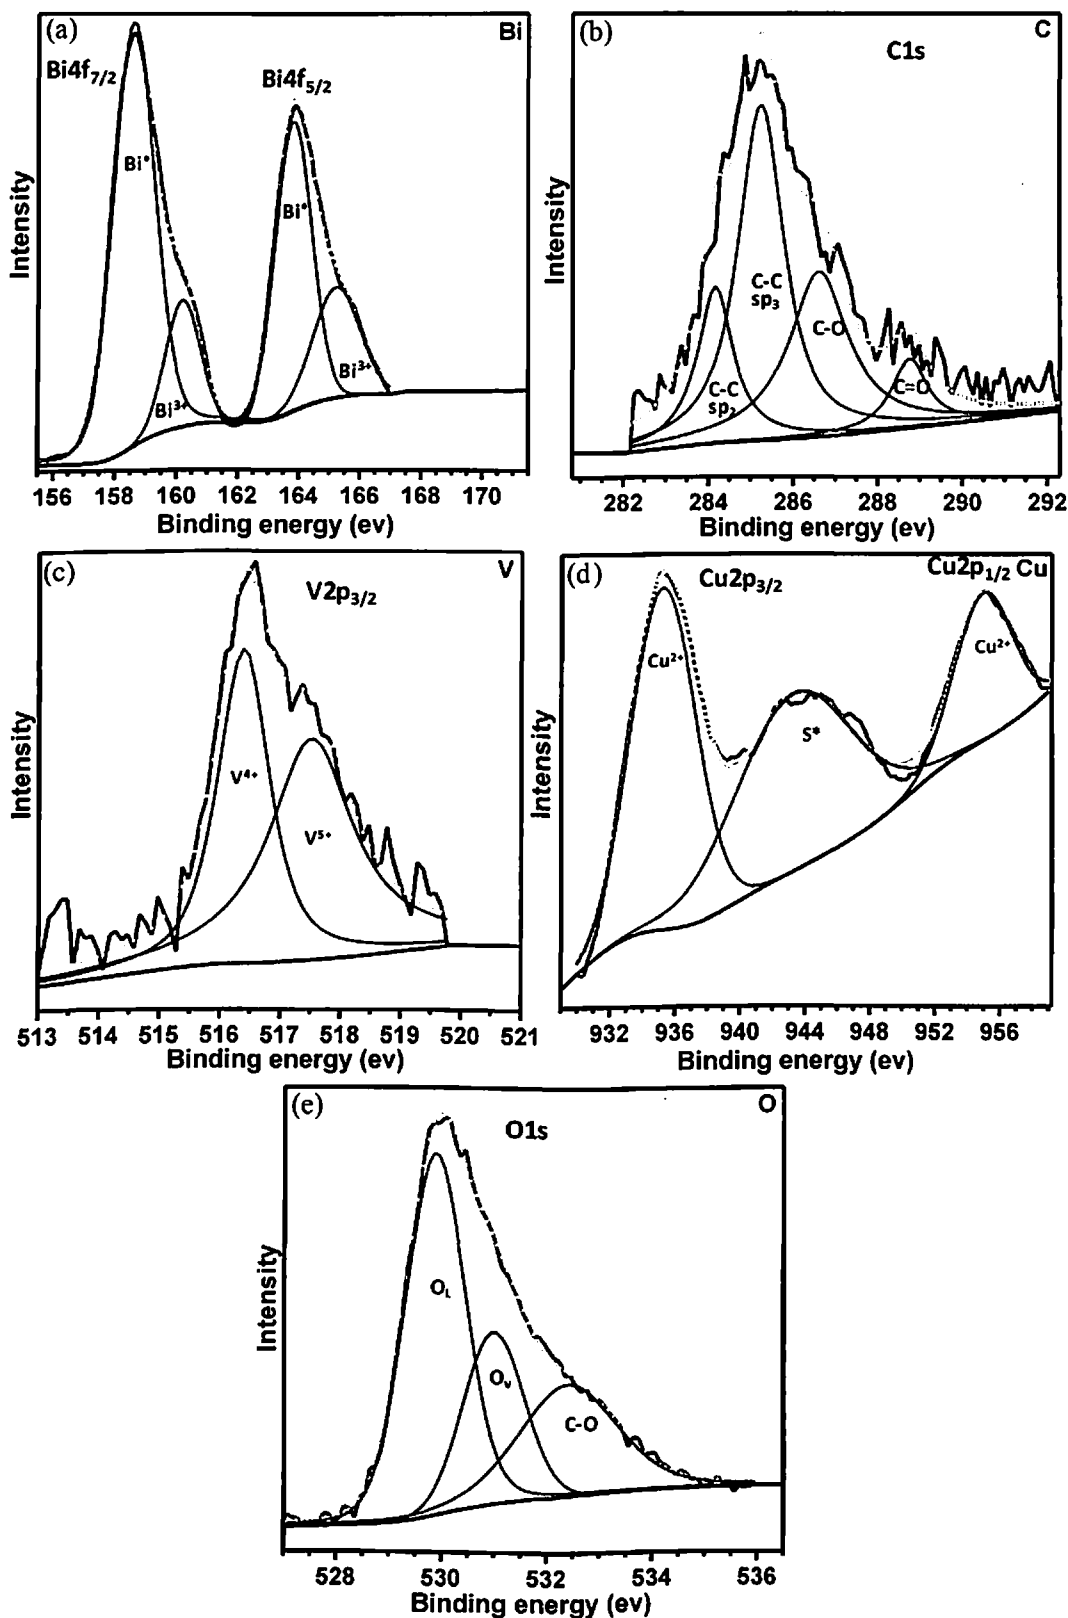 (a) Bi
Bi4f7/2
Bi4f5/2
Bi*
Bi*
Bi3+
Bi3+
Intensity
156 158 160 162 164 166 168 170
Binding energy (ev)
(b) C
C1s
C-C
sp3
C-O
C-C
sp2
C=O
Intensity
282 284 286 288 290 292
Binding energy (ev)
(c) V
V2p3/2
V4+
V5+
Intensity
513 514 515 516 517 518 519 520 521
Binding energy (ev)
(d) Cu2p3/2 Cu2p1/2 Cu
Cu2+
Cu2+
S*
Intensity
932 936 940 944 948 952 956
Binding energy (ev)
(e) O
O1s
OL
OV
C-O
Intensity
528 530 532 534 536
Binding energy (ev)